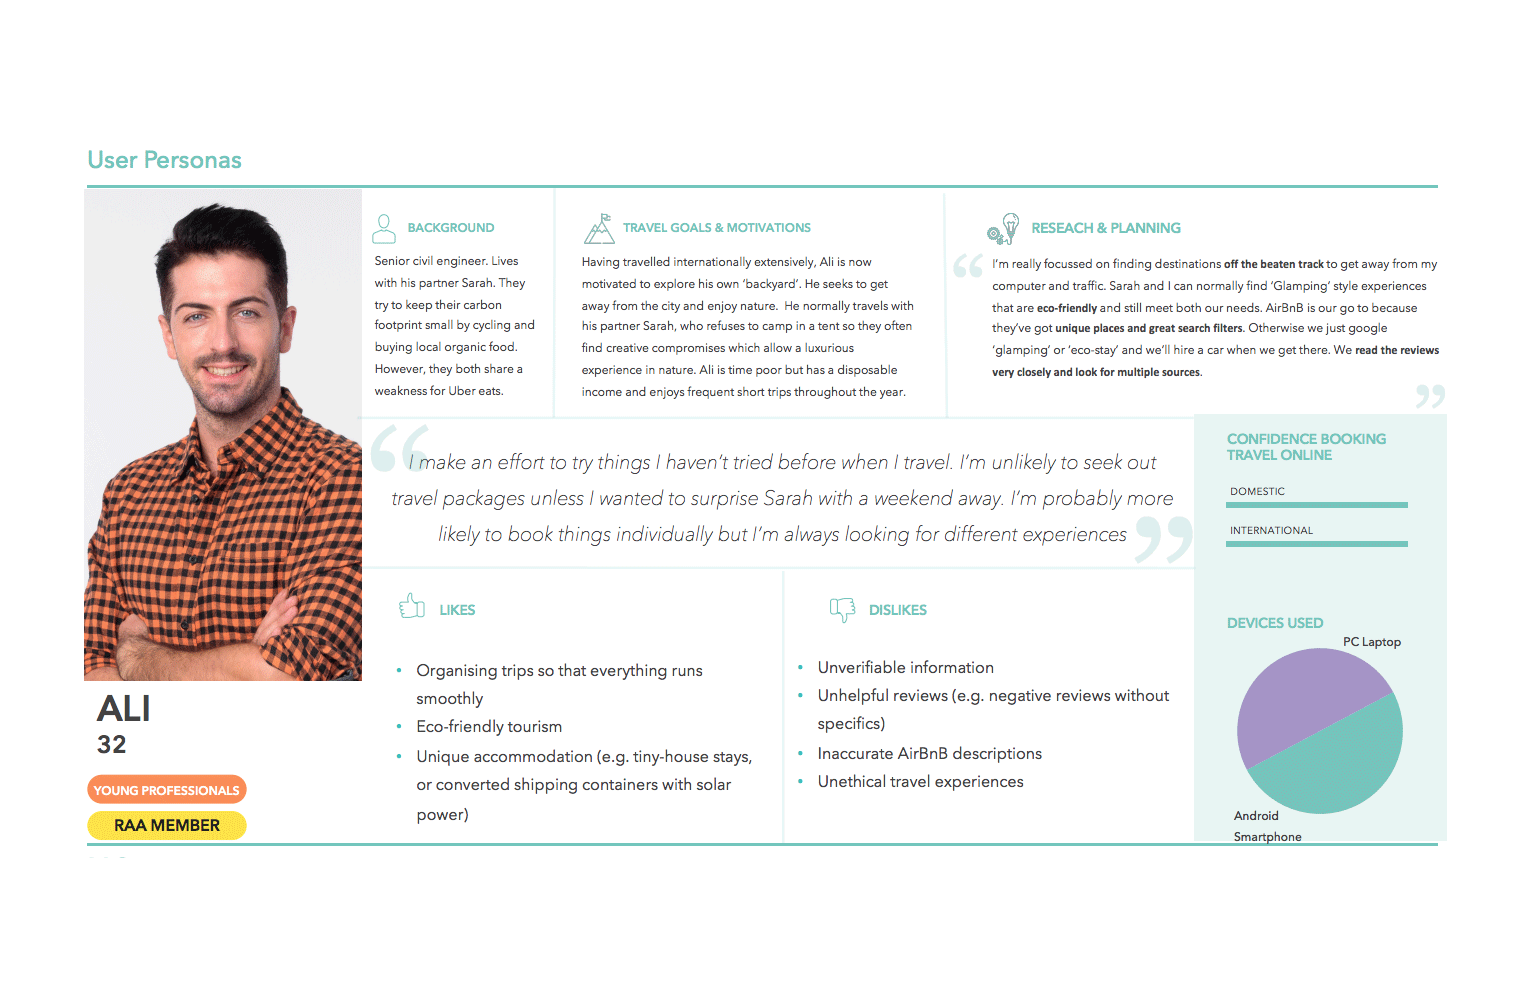 User Personas
BACKGROUND
Senior civil engineer. Lives
with his partner Sarah. They
try to keep their carbon
footprint small by cycling and
buying local organic food.
However, they both share a
weakness for Uber eats.
TRAVEL GOALS & MOTIVATIONS
Having travelled internationally extensively, Ali is now
motivated to explore his own ‘backyard’. He seeks to get
away from the city and enjoy nature.  He normally travels with
his partner Sarah, who refuses to camp in a tent so they often
find creative compromises which allow a luxurious
experience in nature. Ali is time poor but has a disposable
income and enjoys frequent short trips throughout the year.
RESEACH & PLANNING
“
I’m really focussed on finding destinations off the beaten track to get away from my
computer and traffic. Sarah and I can normally find ‘Glamping’ style experiences
that are eco-friendly and still meet both our needs. AirBnB is our go to because
they’ve got unique places and great search filters. Otherwise we just google
‘glamping’ or ‘eco-stay’ and we’ll hire a car when we get there. We read the reviews
very closely and look for multiple sources.
”
“
I make an effort to try things I haven’t tried before when I travel. I’m unlikely to seek out
travel packages unless I wanted to surprise Sarah with a weekend away. I’m probably more
likely to book things individually but I’m always looking for different experiences
”
CONFIDENCE BOOKING
TRAVEL ONLINE
DOMESTIC
INTERNATIONAL
LIKES
• Organising trips so that everything runs
smoothly
• Eco-friendly tourism
• Unique accommodation (e.g. tiny-house stays,
or converted shipping containers with solar
power)
DISLIKES
• Unverifiable information
• Unhelpful reviews (e.g. negative reviews without
specifics)
• Inaccurate AirBnB descriptions
• Unethical travel experiences
DEVICES USED
PC Laptop
Android
Smartphone
ALI
32
YOUNG PROFESSIONALS
RAA MEMBER